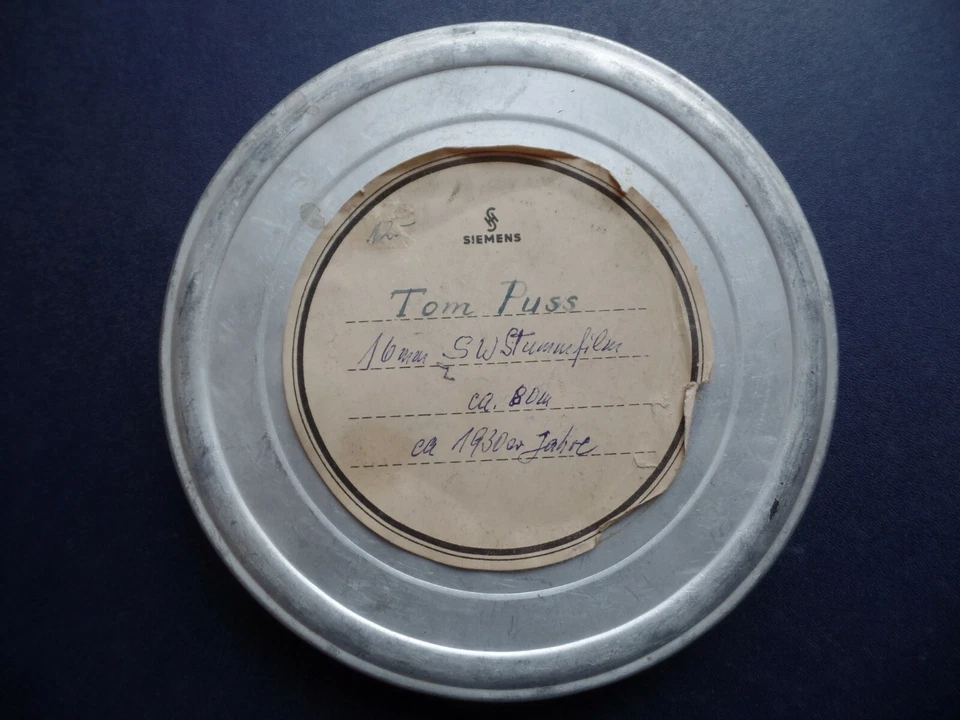 SIEMENS
Tom Puss
16mm SW Stummfilm
ca. 80m
ca 1930er Jahre